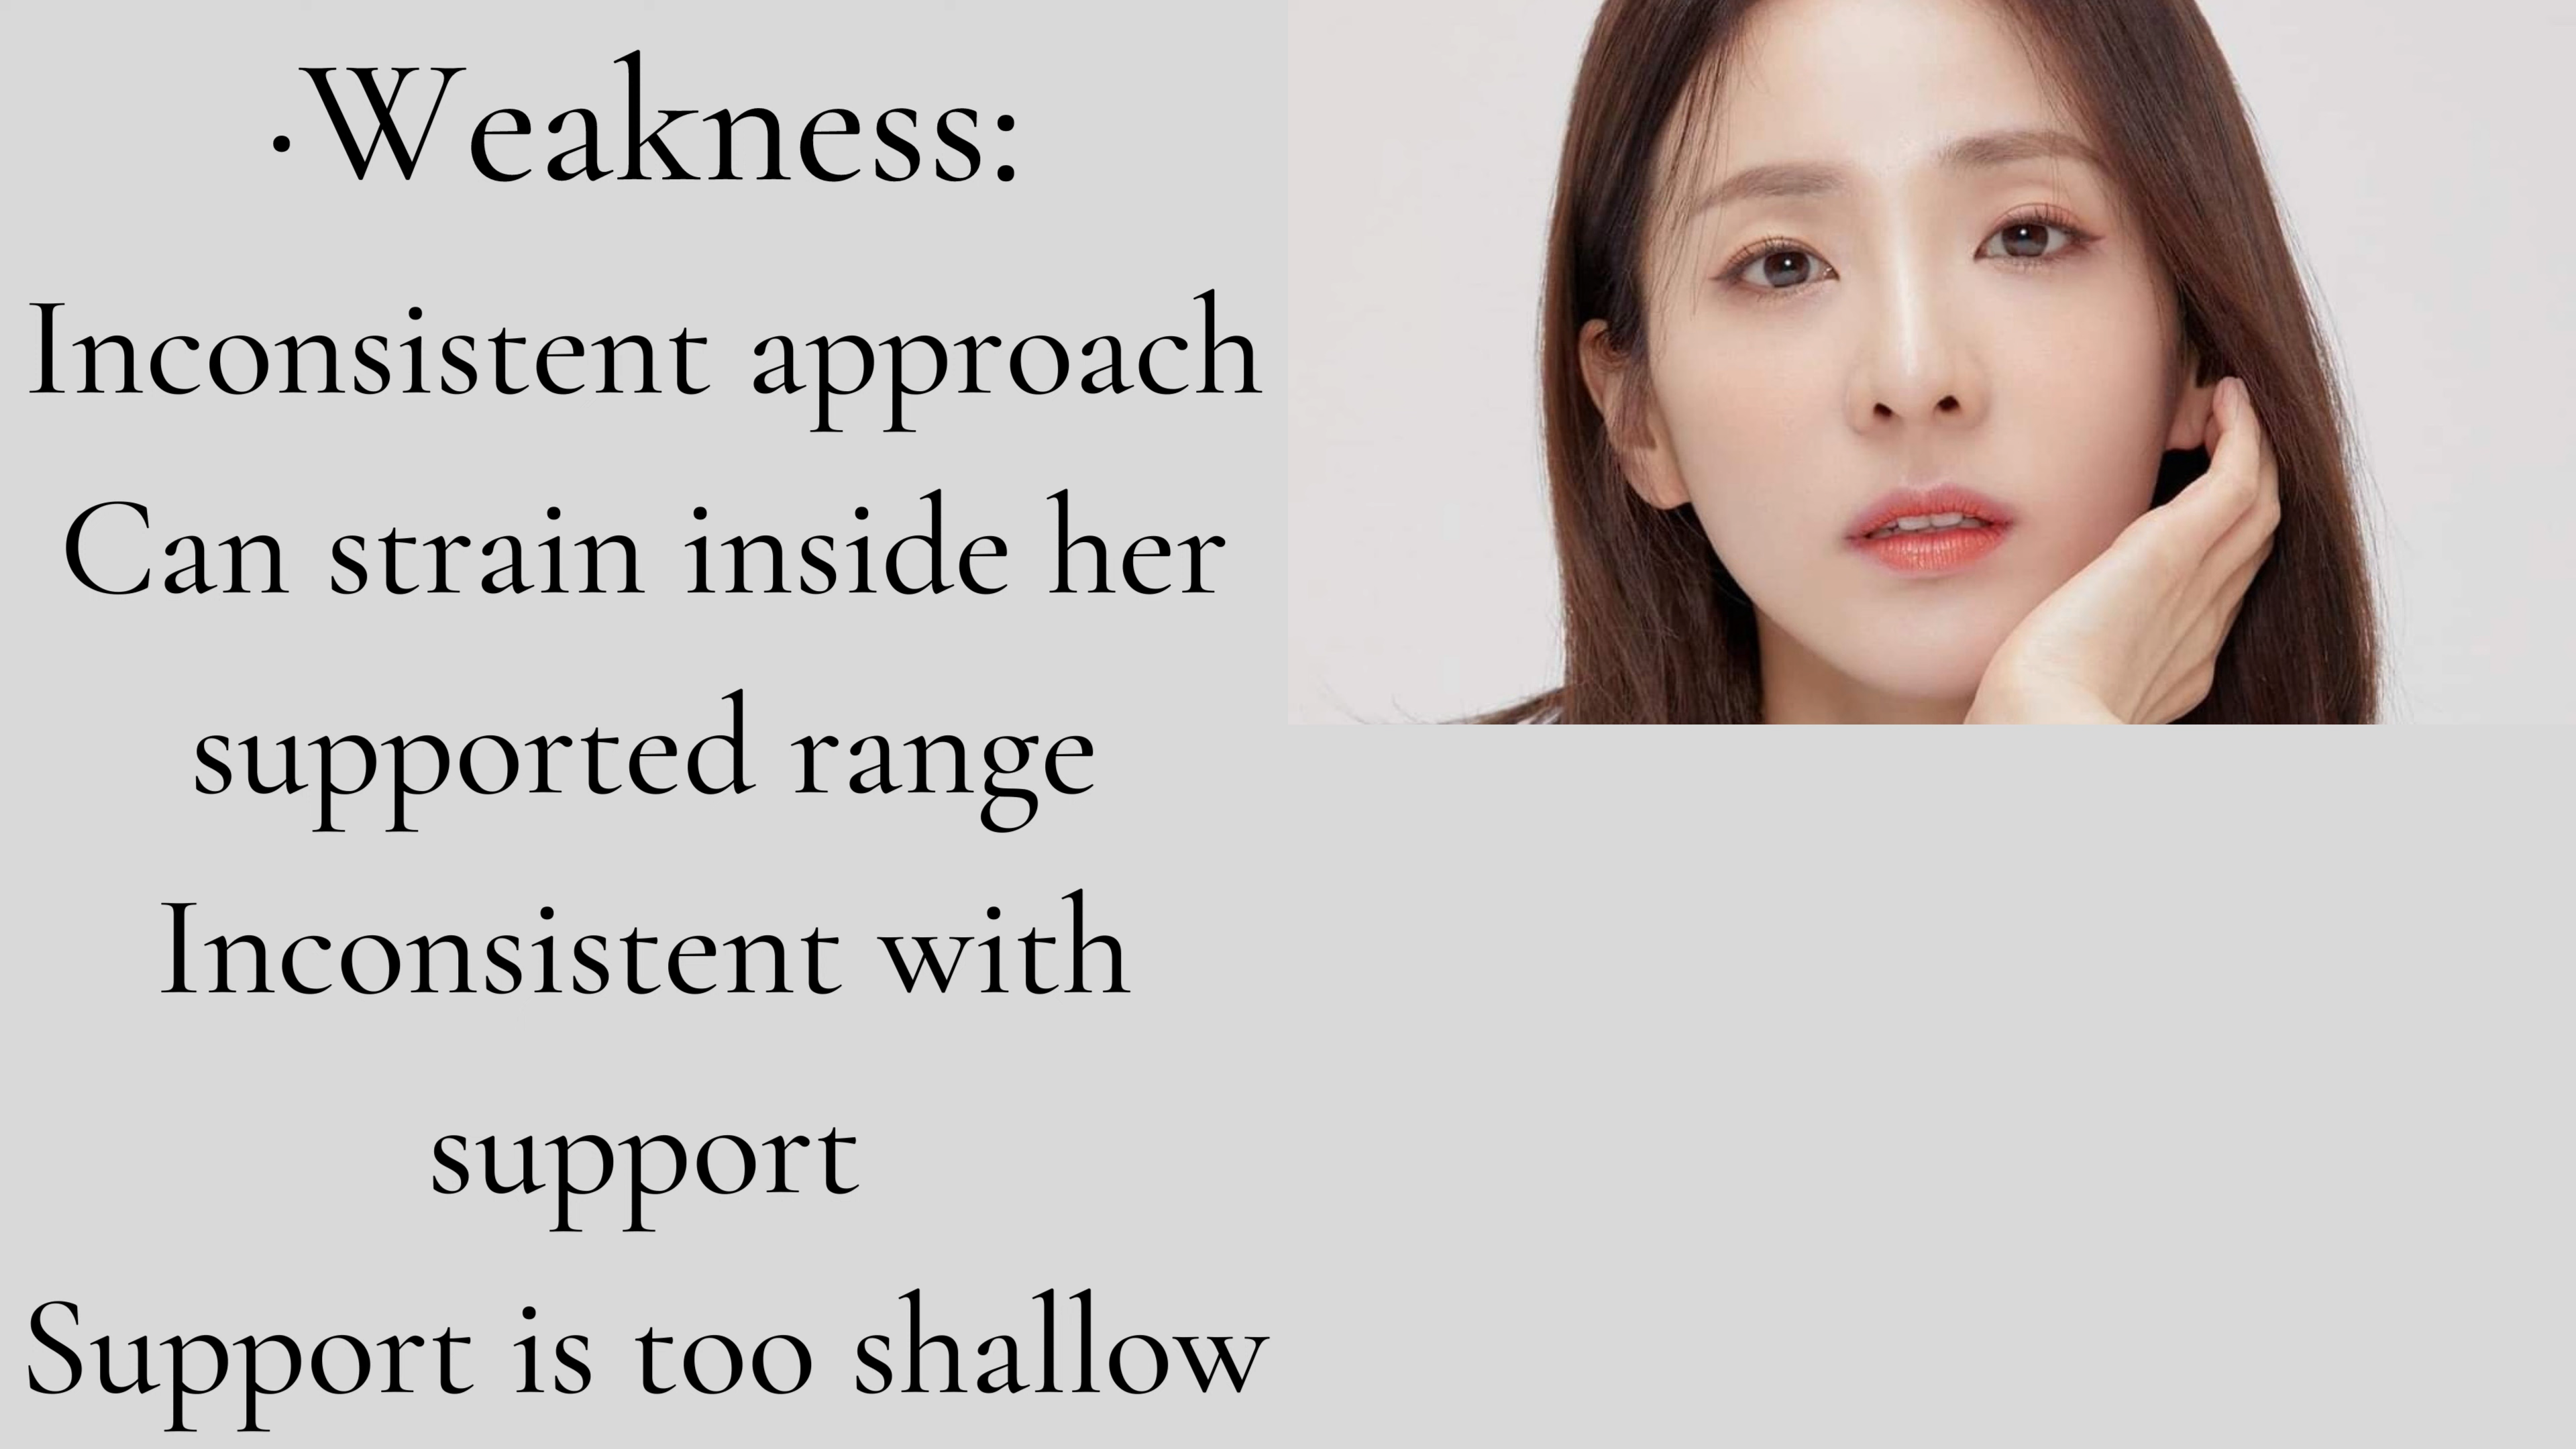 ·Weakness:
Inconsistent approach
Can strain inside her
supported range
Inconsistent with
support
Support is too shallow